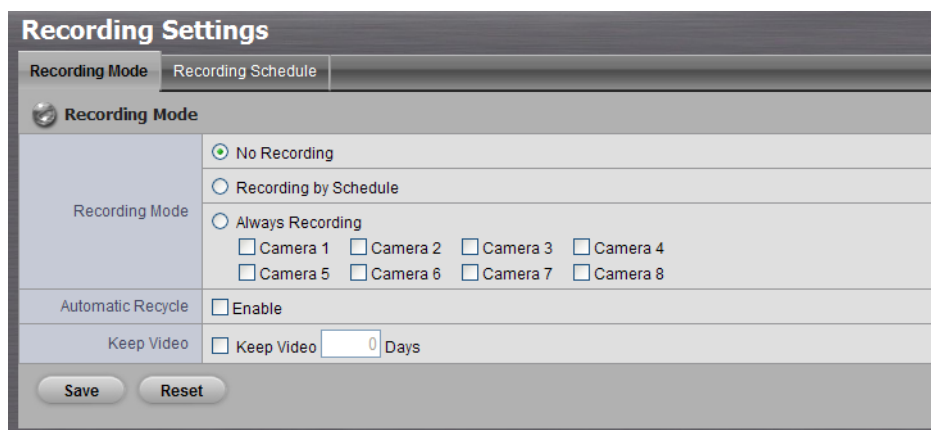 Recording Settings
Recording Mode Recording Schedule
Recording Mode
Recording Mode
No Recording
Recording by Schedule
Always Recording
Camera 1 Camera 2 Camera 3 Camera 4
Camera 5 Camera 6 Camera 7 Camera 8
Automatic Recycle Enable
Keep Video Keep Video 0 Days
Save Reset